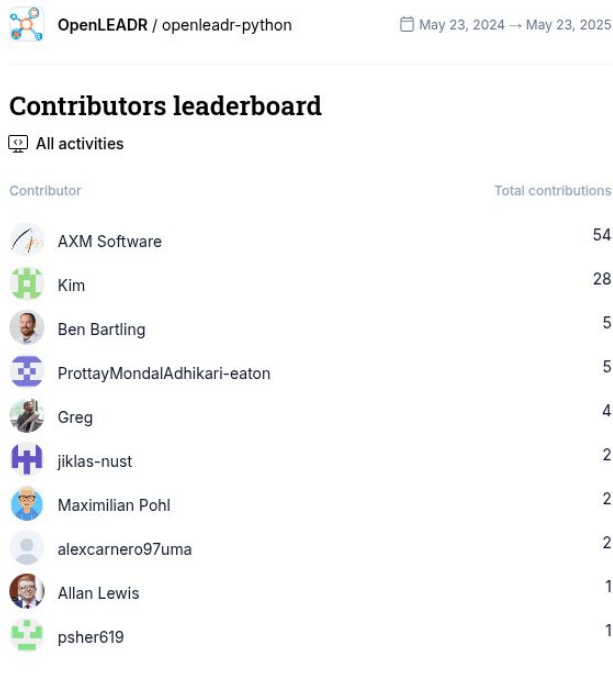 OpenLEADR / openleadr-python May 23, 2024 → May 23, 2025
Contributors leaderboard
All activities
Contributor Total contributions
AXM Software 54
Kim 28
Ben Bartling 5
ProttayMondalAdhikari-eaton 5
Greg 4
jiklas-nust 2
Maximilian Pohl 2
alexcarnero97uma 2
Allan Lewis 1
psher619 1